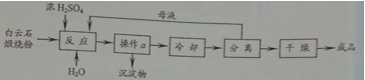 浓H₂SO₄
母液
白云石
煅烧粉
反应
操作a
冷却
分离
干燥
成品
H₂O
沉淀物